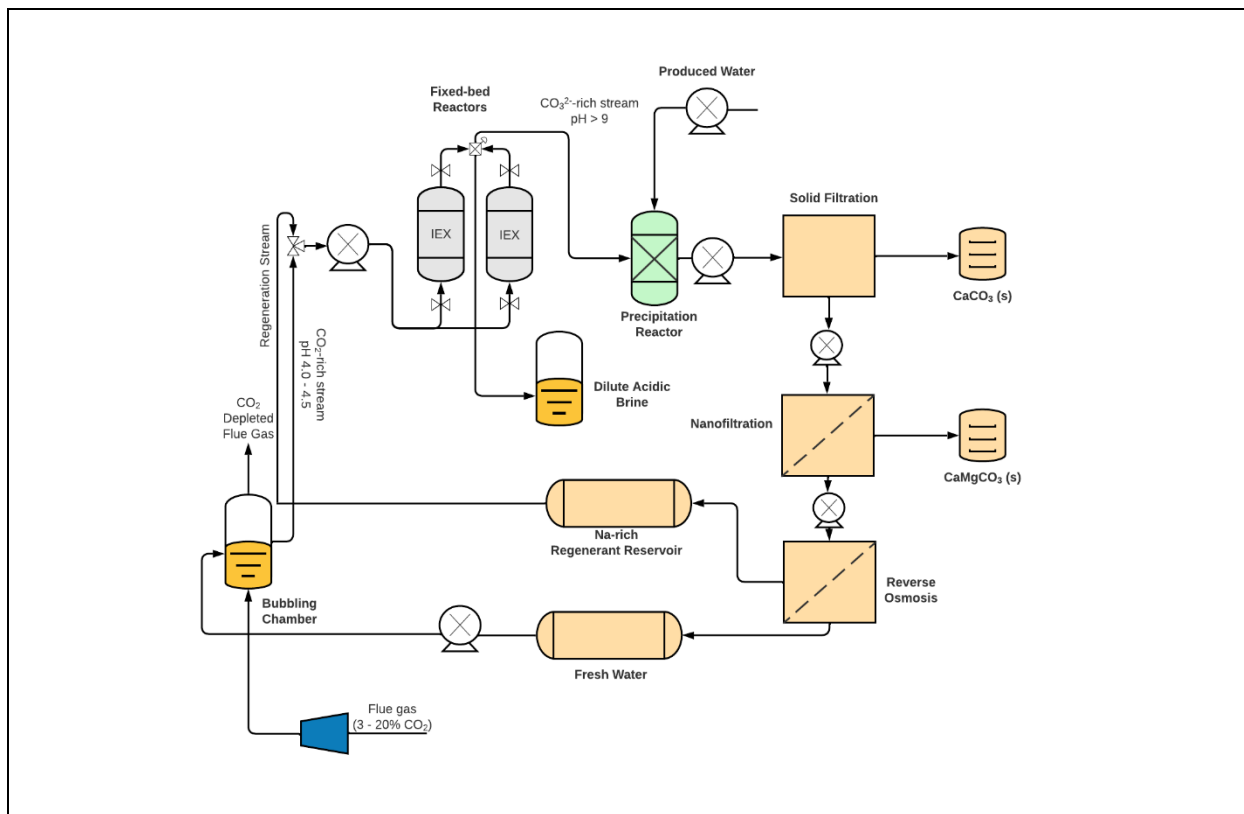 Produced Water
Fixed-bed
Reactors
CO₃²⁻-rich stream
pH > 9
Solid Filtration
IEX
IEX
Regeneration Stream
CO₂-rich stream
pH 4.0 - 4.5
CaCO₃ (s)
Precipitation
Reactor
Dilute Acidic
Brine
CO₂
Depleted
Flue Gas
Nanofiltration
CaMgCO₃ (s)
Na-rich
Regenerant Reservoir
Reverse
Osmosis
Bubbling
Chamber
Fresh Water
Flue gas
(3 - 20% CO₂)